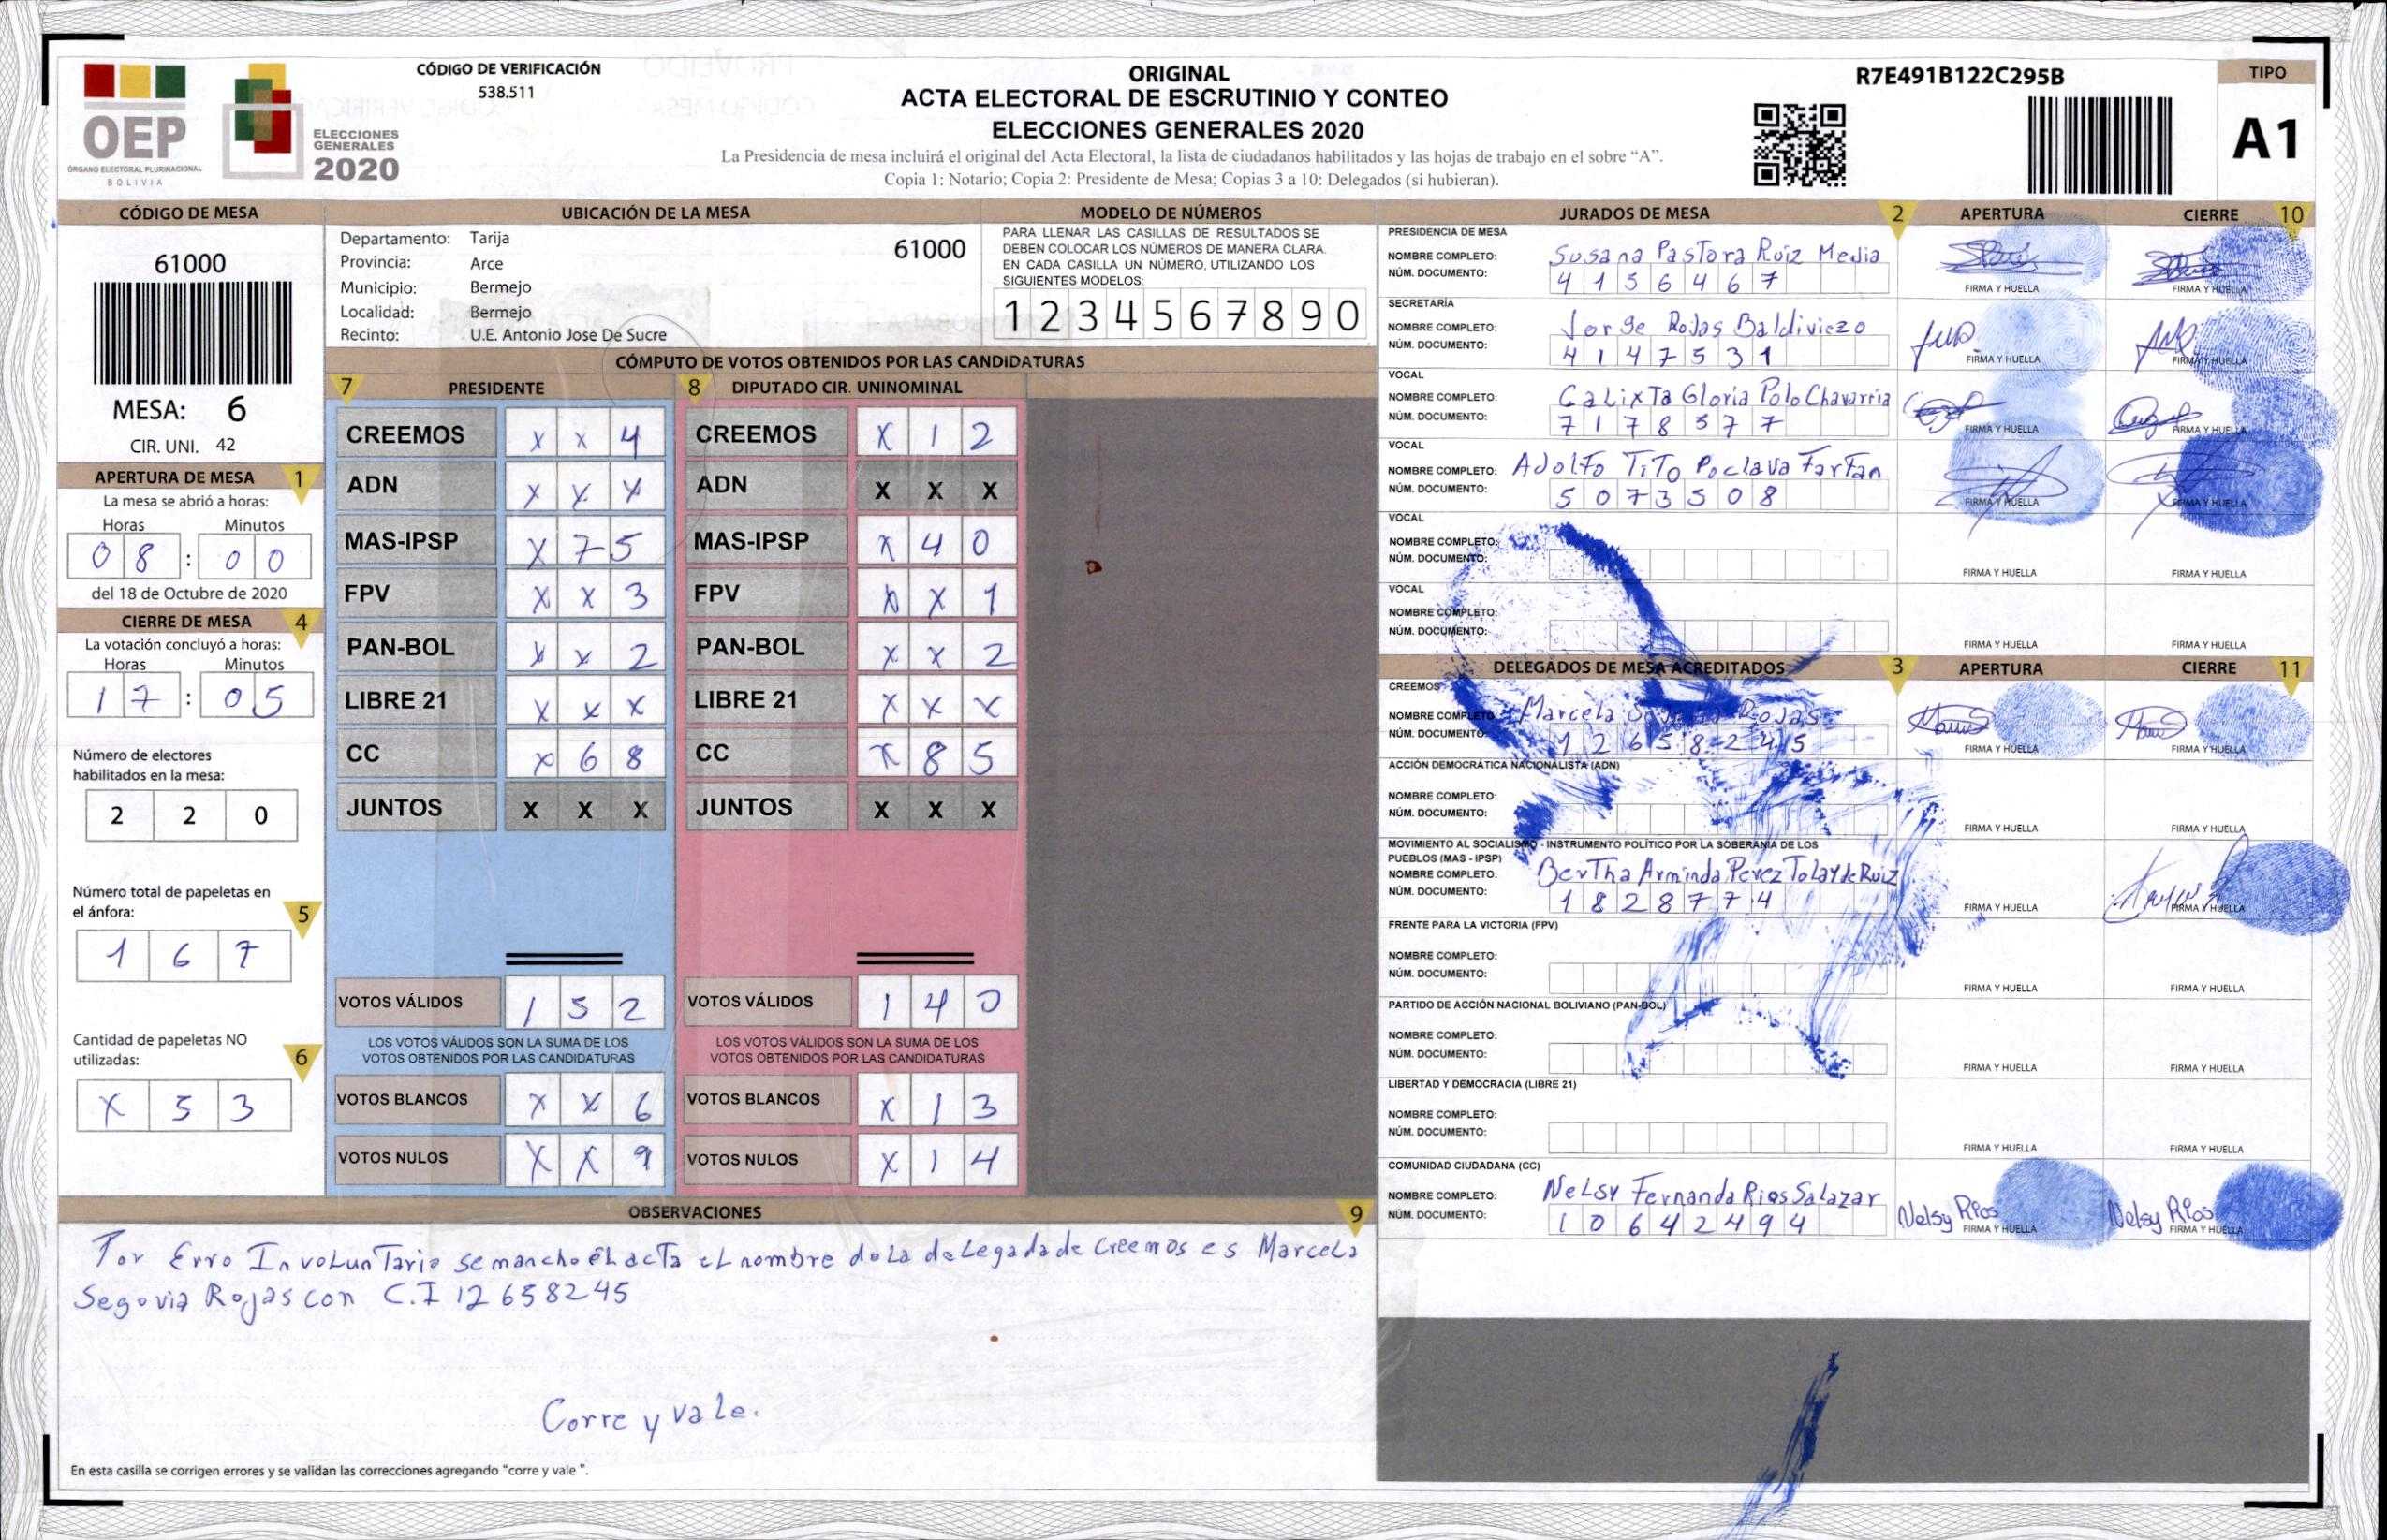 OEP
ÓRGANO ELECTORAL PLURINACIONAL
BOLIVIA
ELECCIONES
GENERALES
2020
CÓDIGO DE VERIFICACIÓN
538.511
ORIGINAL
ACTA ELECTORAL DE ESCRUTINIO Y CONTEO
ELECCIONES GENERALES 2020
La Presidencia de mesa incluirá el original del Acta Electoral, la lista de ciudadanos habilitados y las hojas de trabajo en el sobre “A”.
Copia 1: Notario; Copia 2: Presidente de Mesa; Copias 3 a 10: Delegados (si hubieran).
R7E491B122C295B
TIPO
A1
CÓDIGO DE MESA
61000
MESA: 6
CIR. UNI. 42
APERTURA DE MESA 1
La mesa se abrió a horas:
Horas Minutos
0 8 : 0 0
del 18 de Octubre de 2020
CIERRE DE MESA 4
La votación concluyó a horas:
Horas Minutos
1 7 : 0 5
Número de electores
habilitados en la mesa:
2 2 0
Número total de papeletas en
el ánfora: 5
1 6 7
Cantidad de papeletas NO
utilizadas: 6
X 5 3
UBICACIÓN DE LA MESA
Departamento: Tarija 61000
Provincia: Arce
Municipio: Bermejo
Localidad: Bermejo
Recinto: U.E. Antonio Jose De Sucre
MODELO DE NÚMEROS
PARA LLENAR LAS CASILLAS DE RESULTADOS SE
DEBEN COLOCAR LOS NÚMEROS DE MANERA CLARA.
EN CADA CASILLA UN NÚMERO, UTILIZANDO LOS
SIGUIENTES MODELOS:
1 2 3 4 5 6 7 8 9 0
CÓMPUTO DE VOTOS OBTENIDOS POR LAS CANDIDATURAS
7 PRESIDENTE 8 DIPUTADO CIR. UNINOMINAL
CREEMOS X X 4 CREEMOS X 1 2
ADN X X X ADN X X X
MAS-IPSP X 7 5 MAS-IPSP X 4 0
FPV X X 3 FPV X X 1
PAN-BOL X X 2 PAN-BOL X X 2
LIBRE 21 X X X LIBRE 21 X X X
CC X 6 8 CC X 8 5
JUNTOS X X X JUNTOS X X X
VOTOS VÁLIDOS 1 5 2 VOTOS VÁLIDOS 1 4 0
LOS VOTOS VÁLIDOS SON LA SUMA DE LOS LOS VOTOS VÁLIDOS SON LA SUMA DE LOS
VOTOS OBTENIDOS POR LAS CANDIDATURAS VOTOS OBTENIDOS POR LAS CANDIDATURAS
VOTOS BLANCOS X X 6 VOTOS BLANCOS X 1 3
VOTOS NULOS X X 9 VOTOS NULOS X 1 4
OBSERVACIONES 9
Por Erro InvolunTario se mancho el acTa el nombre de la delegada de Creemos es Marcela
Segovia Rojas con C.I 12658245
Corre y vale.
En esta casilla se corrigen errores y se validan las correcciones agregando “corre y vale ”.
JURADOS DE MESA 2 APERTURA CIERRE 10
PRESIDENCIA DE MESA
NOMBRE COMPLETO: Susana Pastora Ruiz Media
NÚM. DOCUMENTO: 4 1 5 6 4 6 7
FIRMA Y HUELLA FIRMA Y HUELLA
SECRETARÍA
NOMBRE COMPLETO: Jorge Rojas Baldiviezo
NÚM. DOCUMENTO: 4 1 4 7 5 3 1
FIRMA Y HUELLA FIRMA Y HUELLA
VOCAL
NOMBRE COMPLETO: CaLixTa Gloria Polo Chavarria
NÚM. DOCUMENTO: 7 1 7 8 5 7 7
FIRMA Y HUELLA FIRMA Y HUELLA
VOCAL
NOMBRE COMPLETO: Adolfo TiTo Poclava Farfan
NÚM. DOCUMENTO: 5 0 7 3 5 0 8
FIRMA Y HUELLA FIRMA Y HUELLA
VOCAL
NOMBRE COMPLETO:
NÚM. DOCUMENTO:
FIRMA Y HUELLA FIRMA Y HUELLA
VOCAL
NOMBRE COMPLETO:
NÚM. DOCUMENTO:
FIRMA Y HUELLA FIRMA Y HUELLA
DELEGADOS DE MESA ACREDITADOS 3 APERTURA CIERRE 11
CREEMOS
NOMBRE COMPLETO: Marcela Rojas
NÚM. DOCUMENTO: 1 2 6 5 8 2 4 5
FIRMA Y HUELLA FIRMA Y HUELLA
ACCIÓN DEMOCRÁTICA NACIONALISTA (ADN)
NOMBRE COMPLETO:
NÚM. DOCUMENTO:
FIRMA Y HUELLA FIRMA Y HUELLA
MOVIMIENTO AL SOCIALISMO - INSTRUMENTO POLÍTICO POR LA SOBERANÍA DE LOS
PUEBLOS (MAS - IPSP)
NOMBRE COMPLETO: BerTha Arminda Perez Tolay de Ruiz
NÚM. DOCUMENTO: 1 8 2 8 7 7 4
FIRMA Y HUELLA FIRMA Y HUELLA
FRENTE PARA LA VICTORIA (FPV)
NOMBRE COMPLETO:
NÚM. DOCUMENTO:
FIRMA Y HUELLA FIRMA Y HUELLA
PARTIDO DE ACCIÓN NACIONAL BOLIVIANO (PAN-BOL)
NOMBRE COMPLETO:
NÚM. DOCUMENTO:
FIRMA Y HUELLA FIRMA Y HUELLA
LIBERTAD Y DEMOCRACIA (LIBRE 21)
NOMBRE COMPLETO:
NÚM. DOCUMENTO:
FIRMA Y HUELLA FIRMA Y HUELLA
COMUNIDAD CIUDADANA (CC)
NOMBRE COMPLETO: NeLsy Fernanda Rios Salazar
NÚM. DOCUMENTO: 1 0 6 4 2 4 9 4
Nelsy Rios Nelsy Rios
FIRMA Y HUELLA FIRMA Y HUELLA